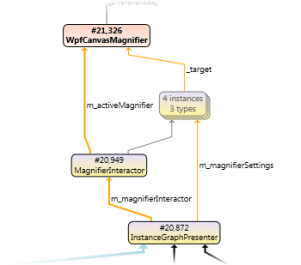 #21,326
WpfCanvasMagnifier
_target
4 instances
3 types
m_activeMagnifier
#20,949
MagnifierInteractor
m_magnifierSettings
m_magnifierInteractor
#20,872
InstanceGraphPresenter